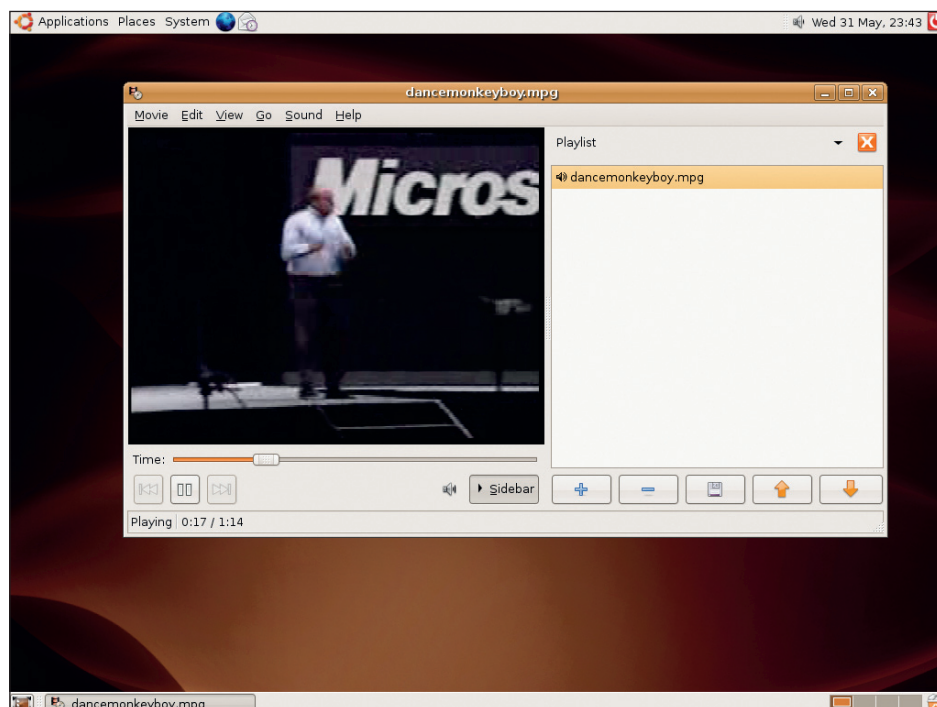 Applications Places System
Wed 31 May, 23:43
dancemonkeyboy.mpg
Movie Edit View Go Sound Help
Playlist
dancemonkeyboy.mpg
Micros
Time:
Sidebar
Playing 0:17 / 1:14
dancemonkeyboy.mpg